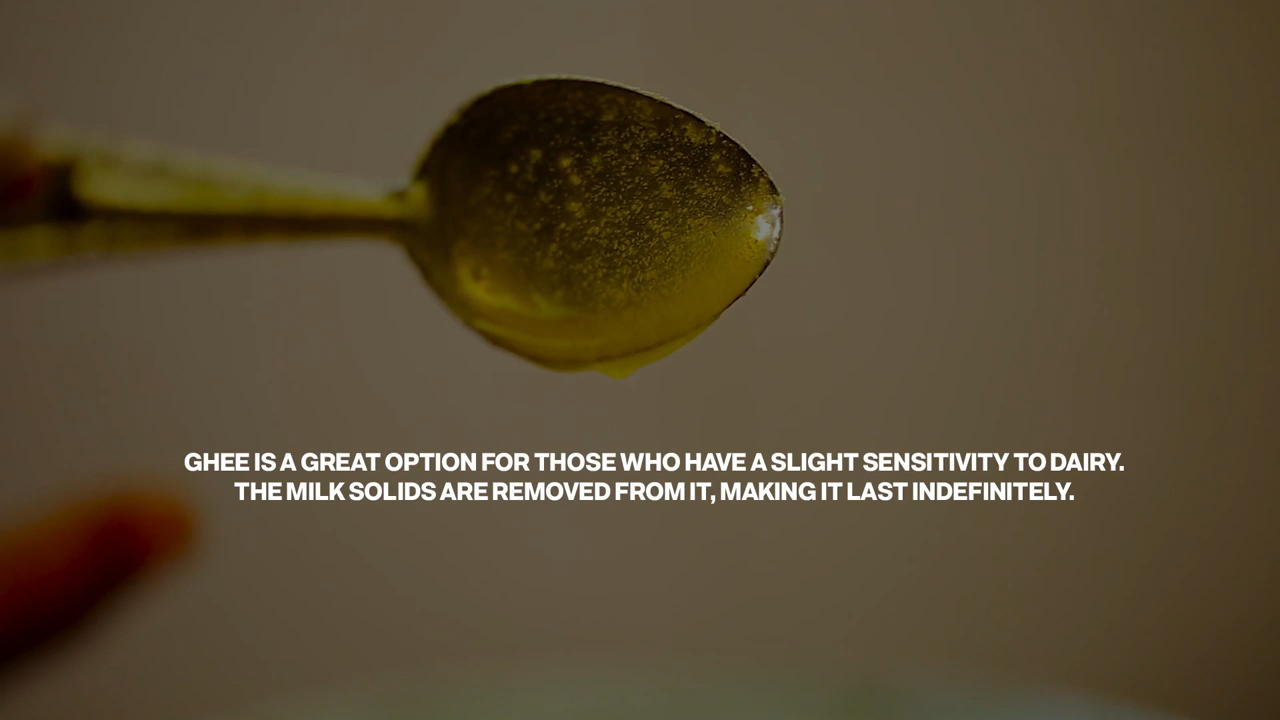 GHEE IS A GREAT OPTION FOR THOSE WHO HAVE A SLIGHT SENSITIVITY TO DAIRY.
THE MILK SOLIDS ARE REMOVED FROM IT, MAKING IT LAST INDEFINITELY.